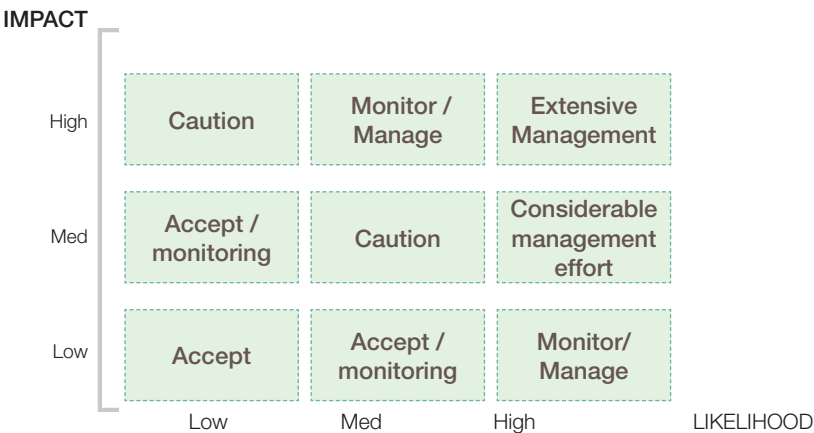 IMPACT
High
Caution
Monitor /
Manage
Extensive
Management
Med
Accept /
monitoring
Caution
Considerable
management
effort
Low
Accept
Accept /
monitoring
Monitor/
Manage
Low Med High LIKELIHOOD